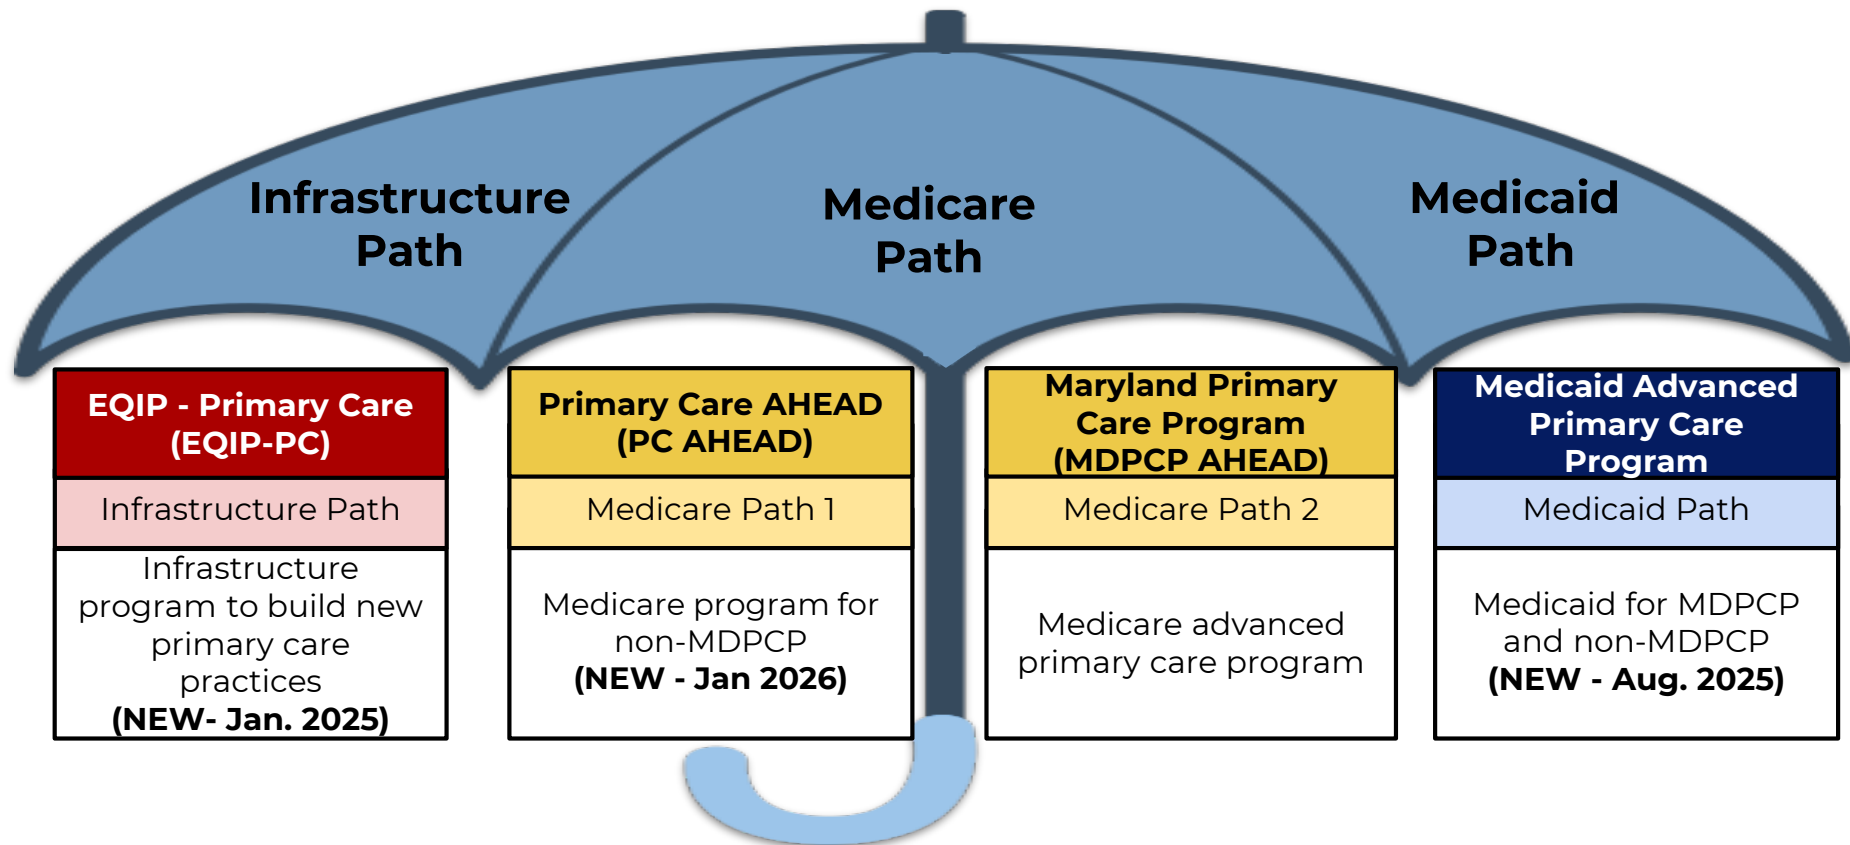 Infrastructure
Path
Medicare
Path
Medicaid
Path
EQIP - Primary Care
(EQIP-PC)
Infrastructure Path
Infrastructure
program to build new
primary care
practices
(NEW- Jan. 2025)
Primary Care AHEAD
(PC AHEAD)
Medicare Path 1
Medicare program for
non-MDPCP
(NEW - Jan 2026)
Maryland Primary
Care Program
(MDPCP AHEAD)
Medicare Path 2
Medicare advanced
primary care program
Medicaid Advanced
Primary Care
Program
Medicaid Path
Medicaid for MDPCP
and non-MDPCP
(NEW - Aug. 2025)